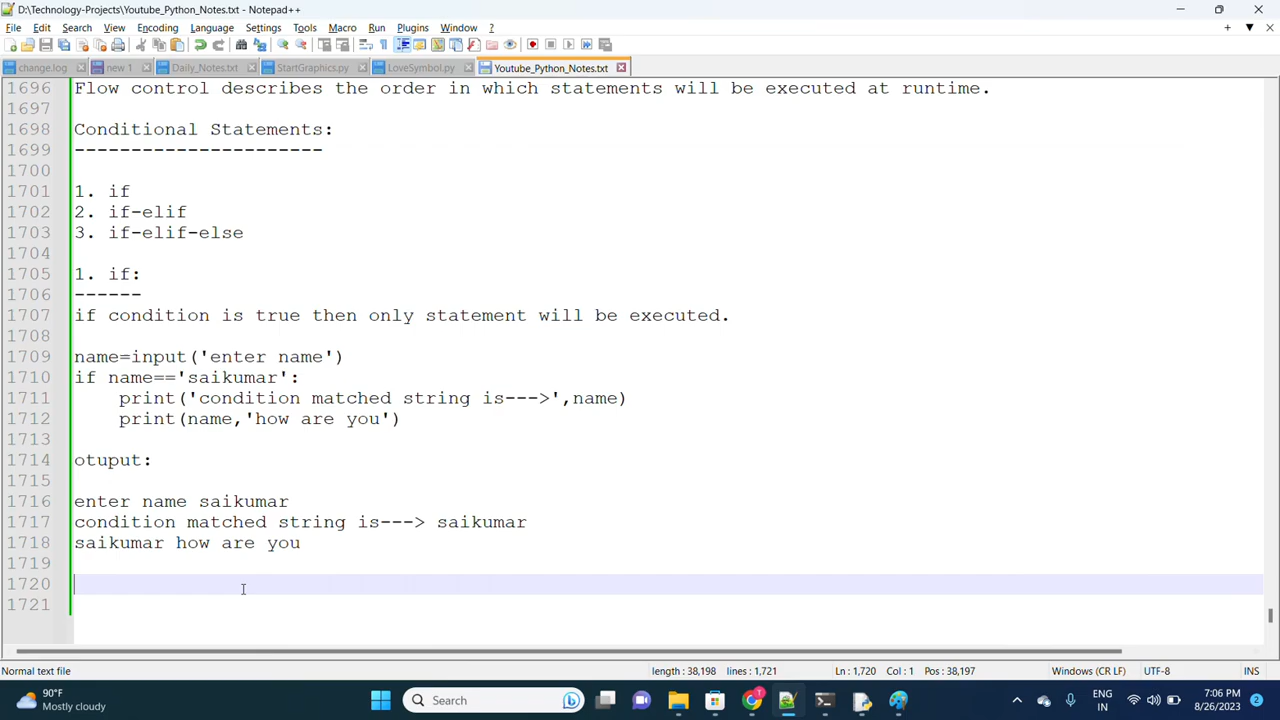 D:\Technology-Projects\Youtube_Python_Notes.txt - Notepad++
File Edit Search View Encoding Language Settings Tools Macro Run Plugins Window ?
change.log new 1 Daily_Notes.txt StartGraphics.py LoveSymbol.py Youtube_Python_Notes.txt
1696 Flow control describes the order in which statements will be executed at runtime.
1697
1698 Conditional Statements:
1699 ----------------------
1700
1701 1. if
1702 2. if-elif
1703 3. if-elif-else
1704
1705 1. if:
1706 ------
1707 if condition is true then only statement will be executed.
1708
1709 name=input('enter name')
1710 if name=='saikumar':
1711     print('condition matched string is--->',name)
1712     print(name,'how are you')
1713
1714 otuput:
1715
1716 enter name saikumar
1717 condition matched string is---> saikumar
1718 saikumar how are you
1719
1720
1721
Normal text file length : 38,198 lines : 1,721 Ln : 1,720 Col : 1 Pos : 38,197 Windows (CR LF) UTF-8 INS
90°F
Mostly cloudy
Search
ENG
IN
7:06 PM
8/26/2023
2